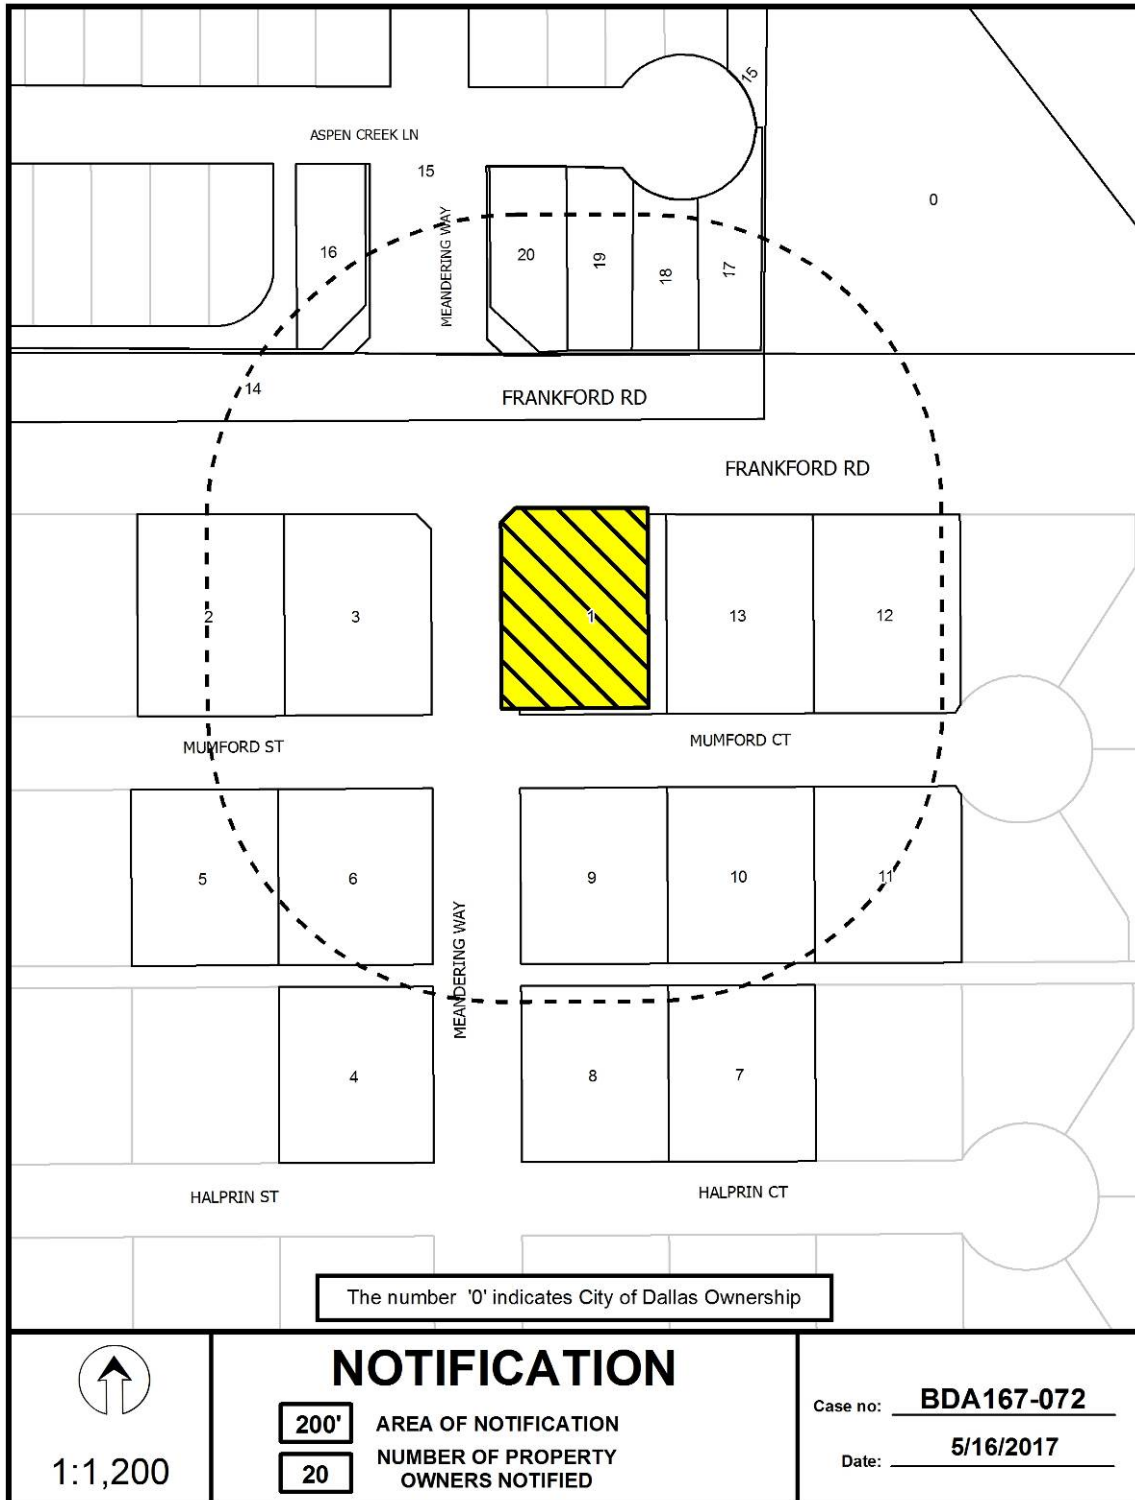 15
ASPEN CREEK LN
15
0
MEANDERING WAY
16
20
19
18
17
14
FRANKFORD RD
FRANKFORD RD
2
3
1
13
12
MUMFORD ST
MUMFORD CT
5
6
9
10
11
MEANDERING WAY
4
8
7
HALPRIN ST
HALPRIN CT
The number '0' indicates City of Dallas Ownership
1:1,200
NOTIFICATION
200' AREA OF NOTIFICATION
20 NUMBER OF PROPERTY
OWNERS NOTIFIED
Case no: BDA167-072
Date: 5/16/2017